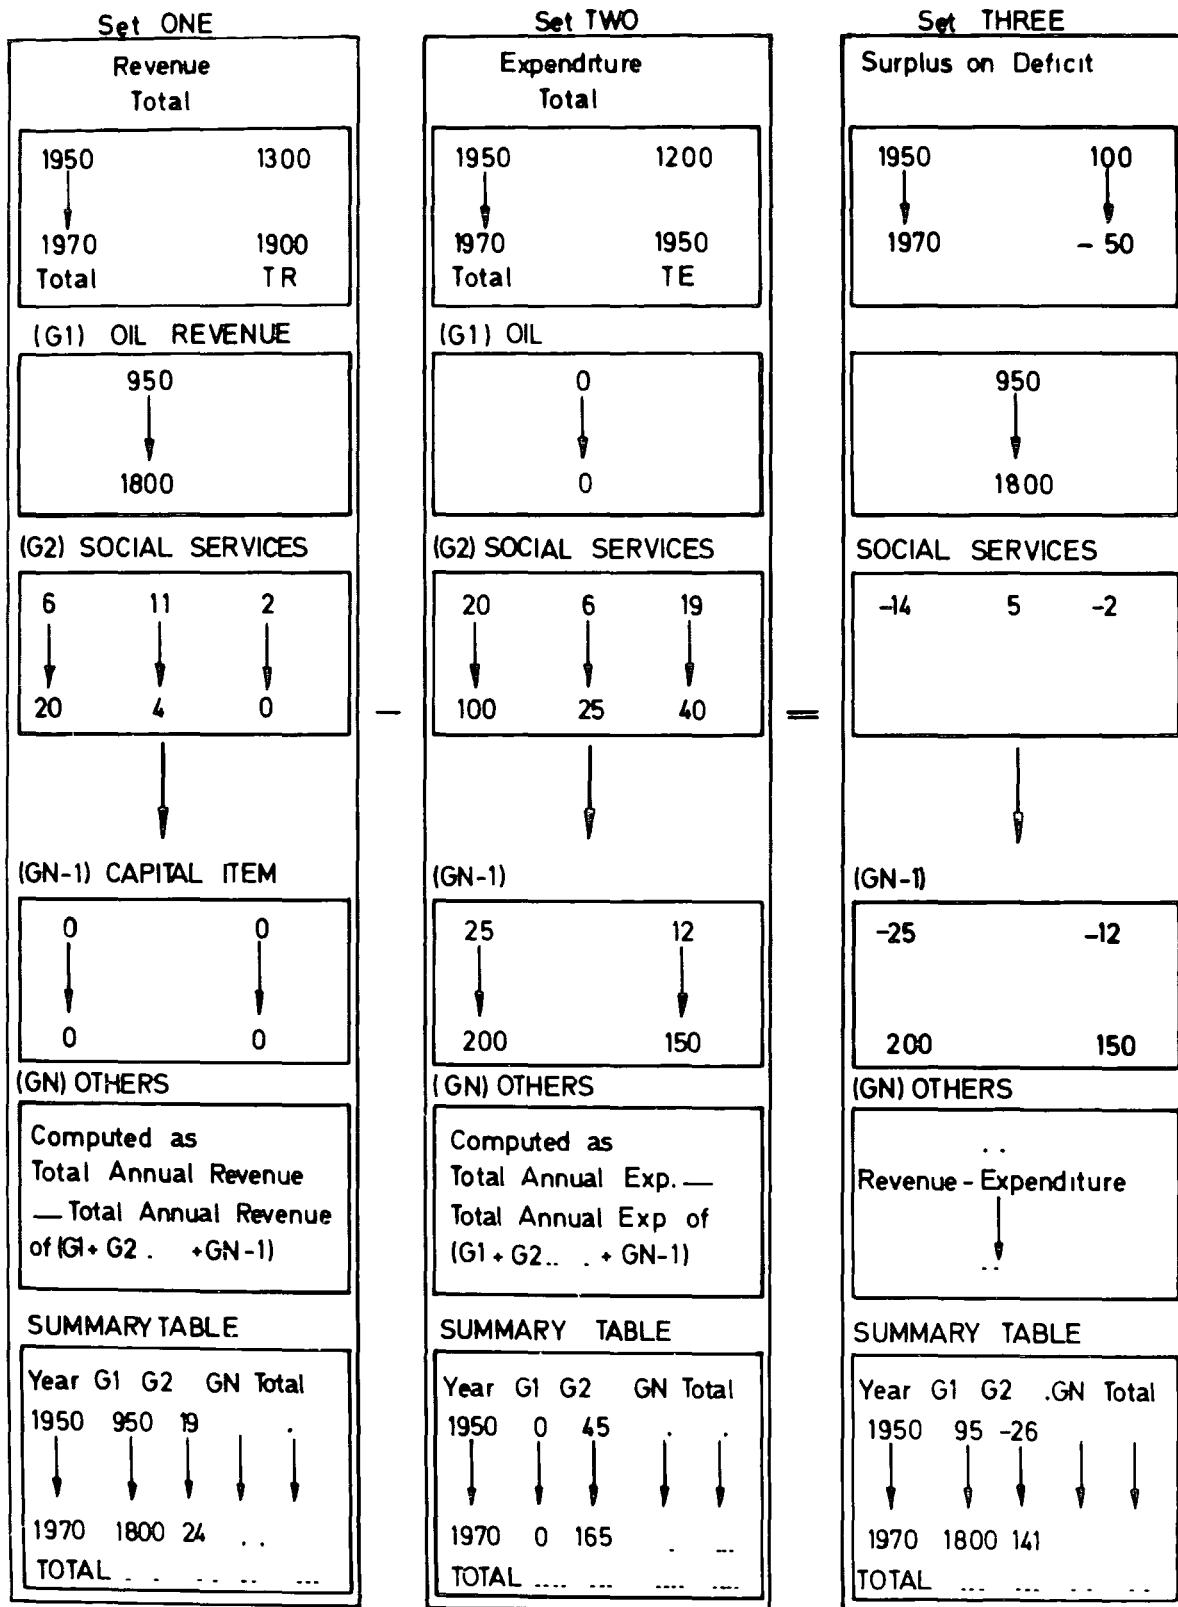 Set ONE
Revenue
Total
1950 1300
1970 1900
Total TR
(G1) OIL REVENUE
950
1800
(G2) SOCIAL SERVICES
6 11 2
20 4 0
(GN-1) CAPITAL ITEM
0 0
0 0
(GN) OTHERS
Computed as
Total Annual Revenue
— Total Annual Revenue
of (G1+ G2 . +GN-1)
SUMMARY TABLE
Year G1 G2 GN Total
1950 950 19 .
1970 1800 24 . .
TOTAL . . .. .. ...
–
Set TWO
Expenditure
Total
1950 1200
1970 1950
Total TE
(G1) OIL
0
0
(G2) SOCIAL SERVICES
20 6 19
100 25 40
(GN-1)
25 12
200 150
(GN) OTHERS
Computed as
Total Annual Exp. —
Total Annual Exp of
(G1 + G2... . + GN-1)
SUMMARY TABLE
Year G1 G2 GN Total
1950 0 45 . .
1970 0 165 . ...
TOTAL .... ... .... ....
=
Set THREE
Surplus on Deficit
1950 100
1970 - 50
950
1800
SOCIAL SERVICES
-14 5 -2
(GN-1)
-25 -12
200 150
(GN) OTHERS
. .
Revenue - Expenditure
. .
SUMMARY TABLE
Year G1 G2 .GN Total
1950 95 -26
1970 1800 141
TOTAL ... ... .. ..